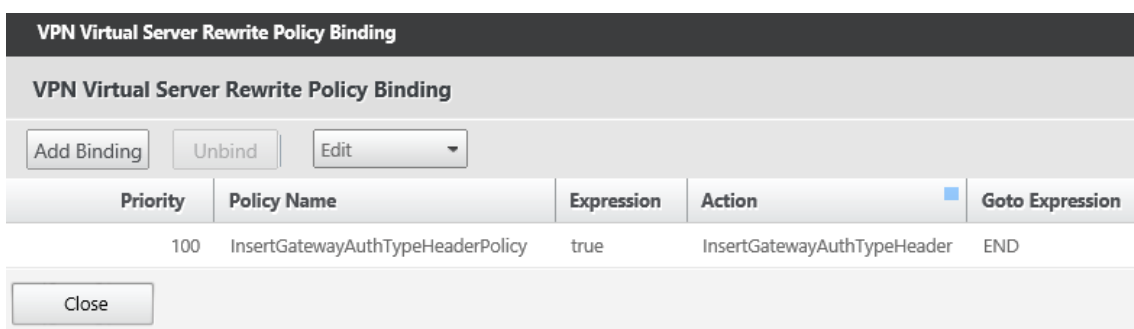 VPN Virtual Server Rewrite Policy Binding
VPN Virtual Server Rewrite Policy Binding
Add Binding Unbind Edit
Priority Policy Name Expression Action Goto Expression
100 InsertGatewayAuthTypeHeaderPolicy true InsertGatewayAuthTypeHeader END
Close